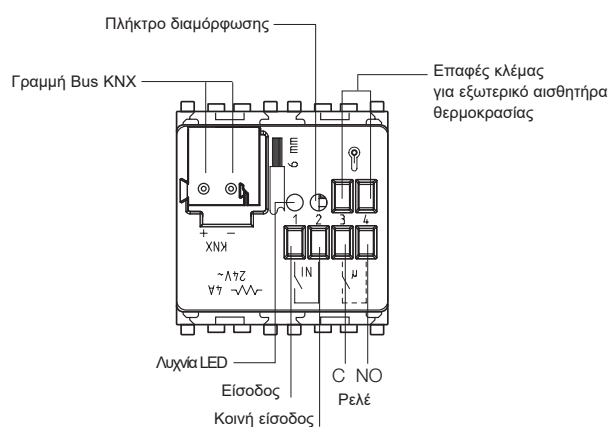 Πλήκτρο διαμόρφωσης
Γραμμή Bus KNX
Επαφές κλέμας
για εξωτερικό αισθητήρα
θερμοκρασίας
6 mm
1 2 3 4
+ −
KNX
24V~
4A
IN
μ
Λυχνία LED
Είσοδος
Κοινή είσοδος
C NO
Ρελέ